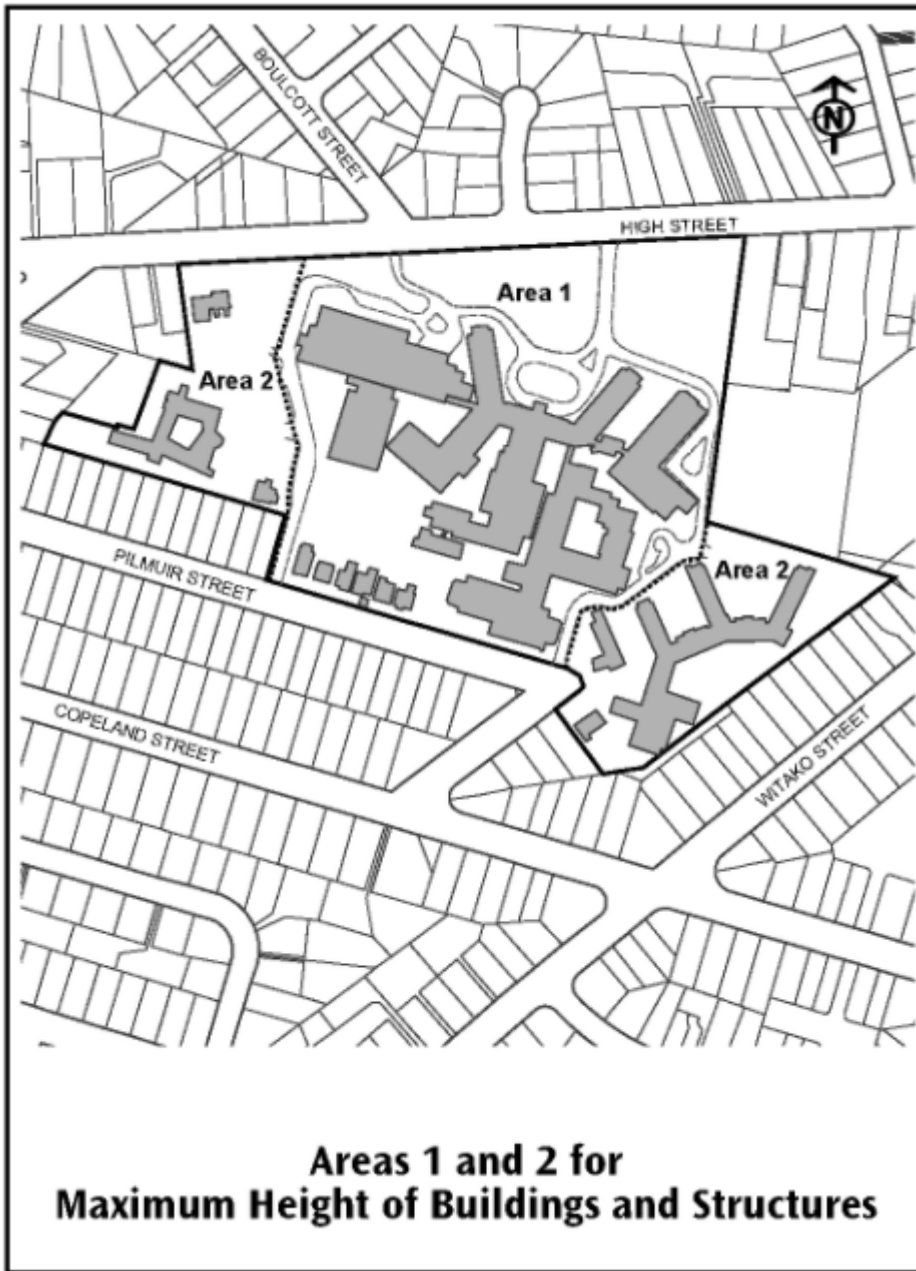 BOULCOTT STREET
N
HIGH STREET
Area 1
Area 2
PILMUIR STREET
Area 2
COPELAND STREET
WITAKO STREET
Areas 1 and 2 for
Maximum Height of Buildings and Structures